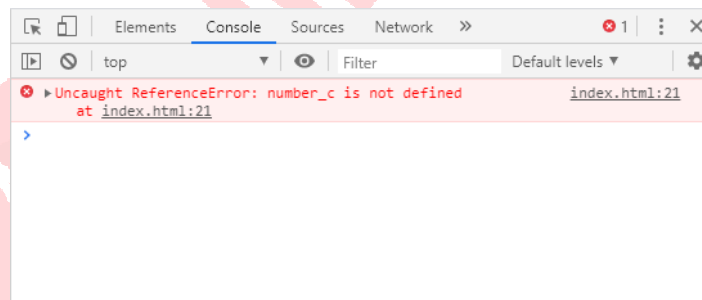 Elements Console Sources Network » 1
top Filter Default levels
Uncaught ReferenceError: number_c is not defined index.html:21
at index.html:21